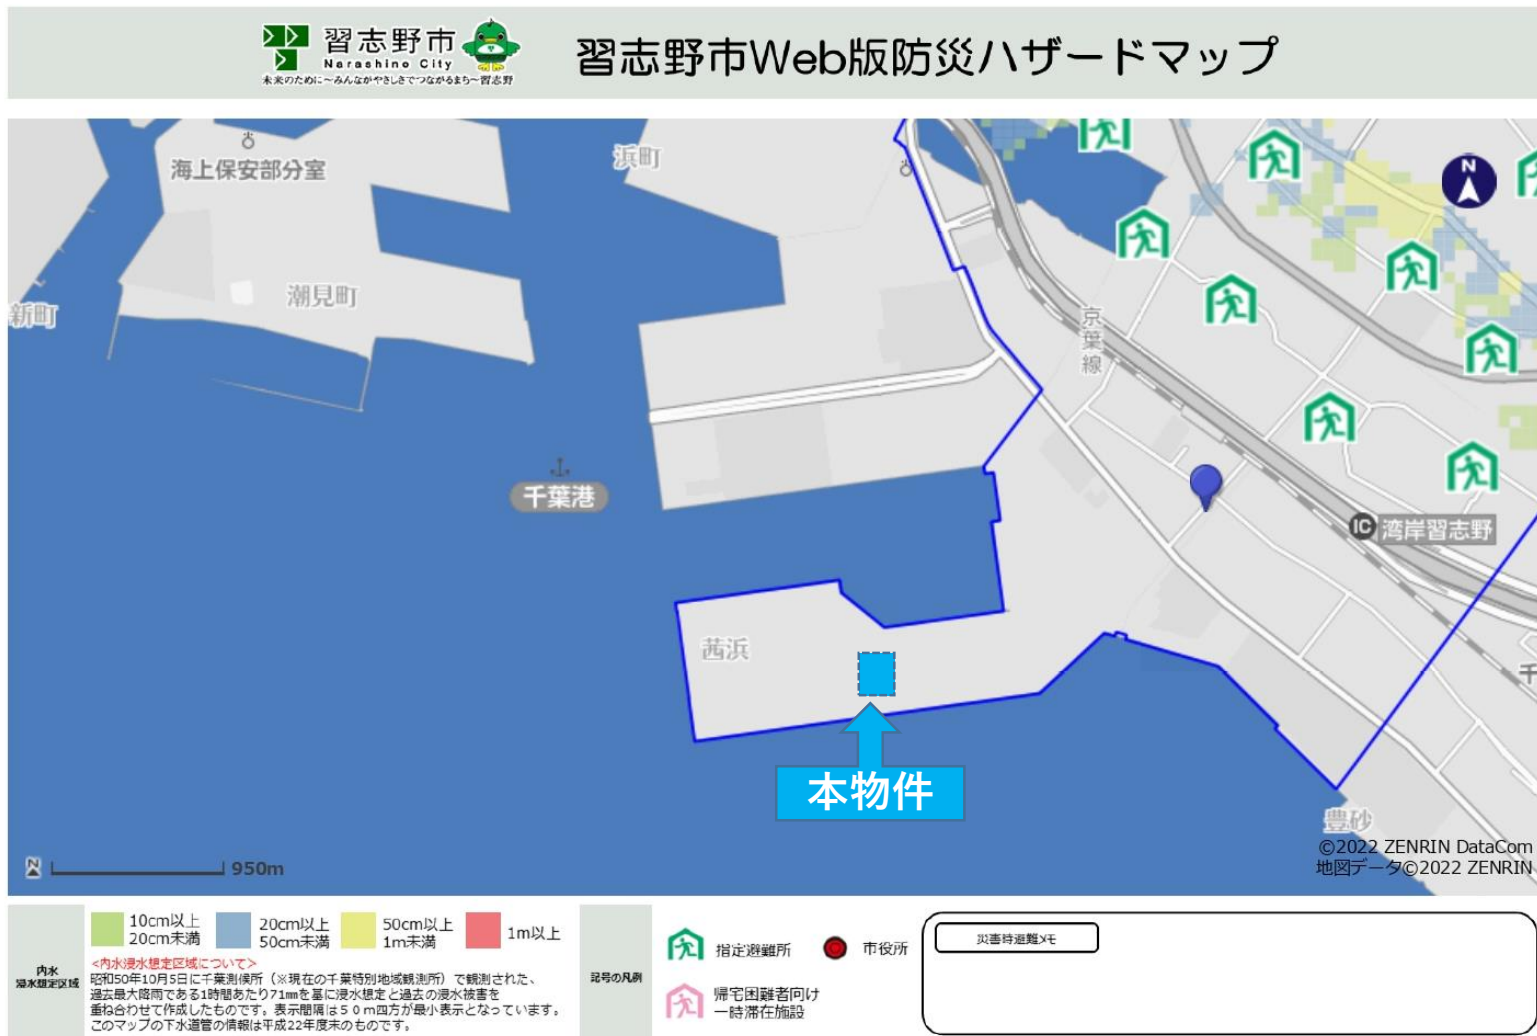 習志野市
Narashino City
未来のために～みんながやさしさでつながるまち～習志野
習志野市Web版防災ハザードマップ
海上保安部分室
浜町
N
潮見町
新町
京葉線
千葉港
IC 湾岸習志野
茜浜
千
本物件
豊砂
©2022 ZENRIN DataCom
地図データ©2022 ZENRIN
N
950m
内水
浸水想定区域
10cm以上
20cm未満
20cm以上
50cm未満
50cm以上
1m未満
1m以上
<内水浸水想定区域について>
昭和50年10月5日に千葉測候所（※現在の千葉特別地域観測所）で観測された、
過去最大降雨である1時間あたり71㎜を基に浸水想定と過去の浸水被害を
重ね合わせて作成したものです。表示間隔は５０ｍ四方が最小表示となっています。
このマップの下水道管の情報は平成22年度末のものです。
記号の凡例
指定避難所
市役所
帰宅困難者向け
一時滞在施設
災害時避難メモ